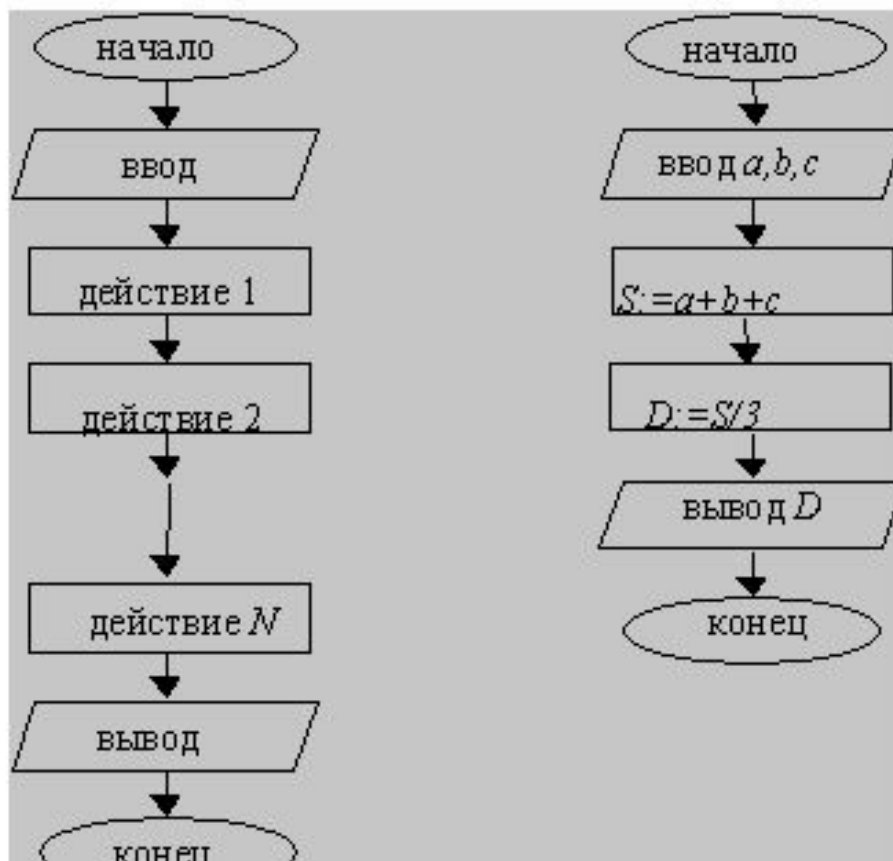 начало
ввод
действие 1
действие 2
действие N
вывод
конец
начало
ввод a,b,c
S:=a+b+c
D:=S/3
вывод D
конец